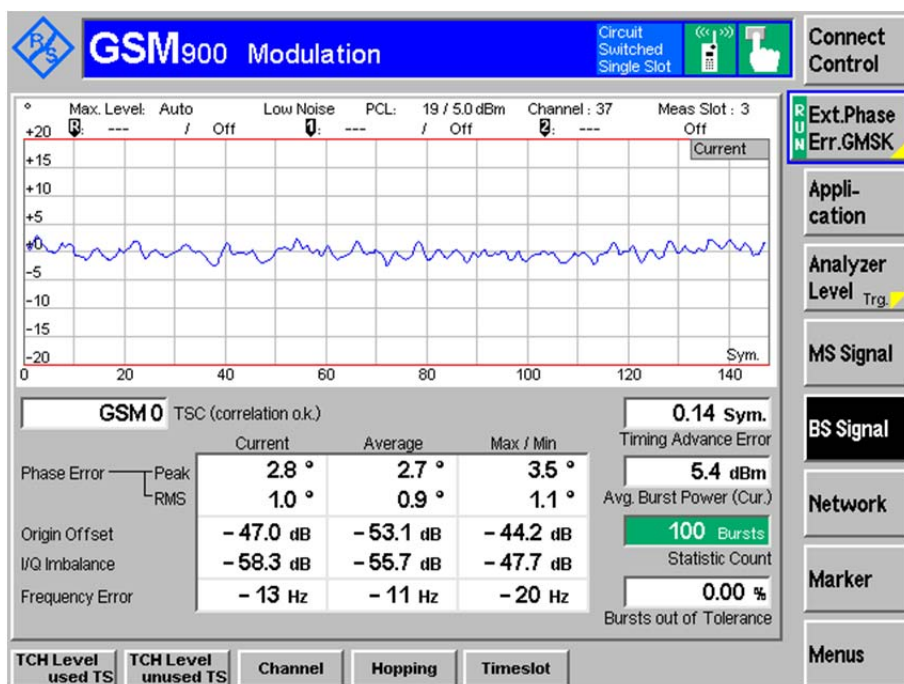 R/S
GSM900 Modulation
Circuit
Switched
Single Slot
Connect
Control
° Max. Level: Auto Low Noise PCL: 19 / 5.0 dBm Channel : 37 Meas Slot : 3
R: --- / Off 1: --- / Off 2: --- Off
Current
+20
+15
+10
+5
+0
-5
-10
-15
-20
Sym.
0 20 40 60 80 100 120 140
GSM 0 TSC (correlation o.k.)
Current Average Max / Min
Phase Error Peak 2.8 ° 2.7 ° 3.5 °
RMS 1.0 ° 0.9 ° 1.1 °
Origin Offset - 47.0 dB - 53.1 dB - 44.2 dB
I/Q Imbalance - 58.3 dB - 55.7 dB - 47.7 dB
Frequency Error - 13 Hz - 11 Hz - 20 Hz
0.14 Sym.
Timing Advance Error
5.4 dBm
Avg. Burst Power (Cur.)
100 Bursts
Statistic Count
0.00 %
Bursts out of Tolerance
RUN
Ext.Phase
Err.GMSK
Appli-
cation
Analyzer
Level Trg.
MS Signal
BS Signal
Network
Marker
Menus
TCH Level
used TS
TCH Level
unused TS
Channel
Hopping
Timeslot